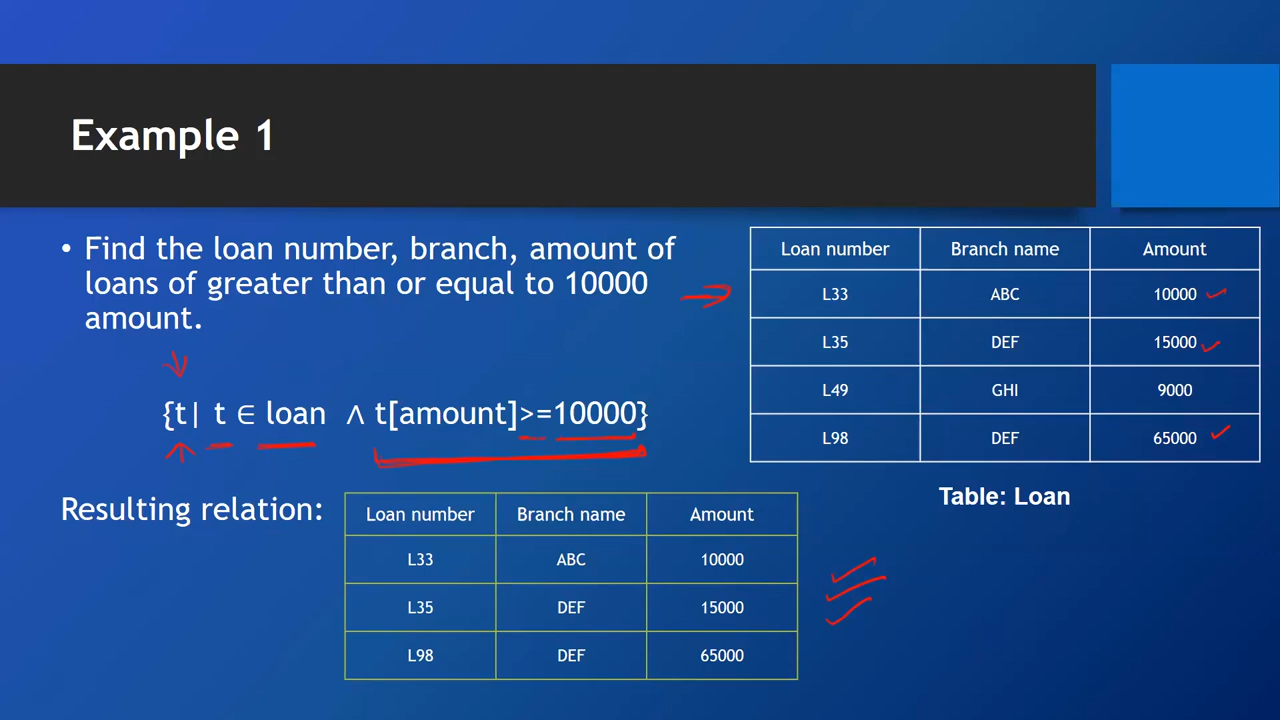 Example 1
• Find the loan number, branch, amount of
loans of greater than or equal to 10000
amount.
{t| t ∈ loan ∧ t[amount]>=10000}
Loan number Branch name Amount
L33 ABC 10000
L35 DEF 15000
L49 GHI 9000
L98 DEF 65000
Table: Loan
Resulting relation:
Loan number Branch name Amount
L33 ABC 10000
L35 DEF 15000
L98 DEF 65000